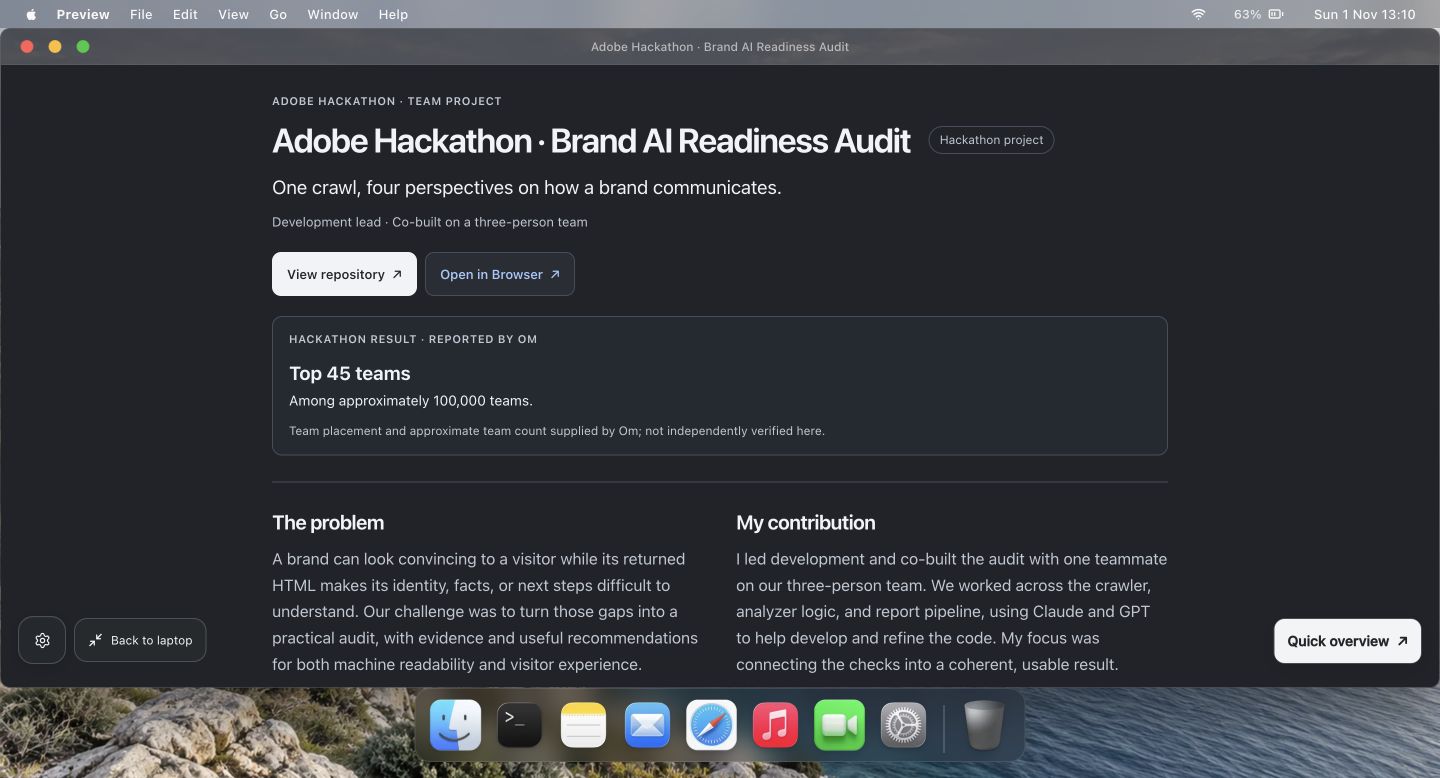 Preview File Edit View Go Window Help 63% Sun 1 Nov 13:10
Adobe Hackathon · Brand AI Readiness Audit
ADOBE HACKATHON · TEAM PROJECT
Adobe Hackathon · Brand AI Readiness Audit Hackathon project
One crawl, four perspectives on how a brand communicates.
Development lead · Co-built on a three-person team
View repository ↗ Open in Browser ↗
HACKATHON RESULT · REPORTED BY OM
Top 45 teams
Among approximately 100,000 teams.
Team placement and approximate team count supplied by Om; not independently verified here.
The problem
A brand can look convincing to a visitor while its returned
HTML makes its identity, facts, or next steps difficult to
understand. Our challenge was to turn those gaps into a
practical audit, with evidence and useful recommendations
for both machine readability and visitor experience.
My contribution
I led development and co-built the audit with one teammate
on our three-person team. We worked across the crawler,
analyzer logic, and report pipeline, using Claude and GPT
to help develop and refine the code. My focus was
connecting the checks into a coherent, usable result.
Back to laptop
Quick overview ↗
>_